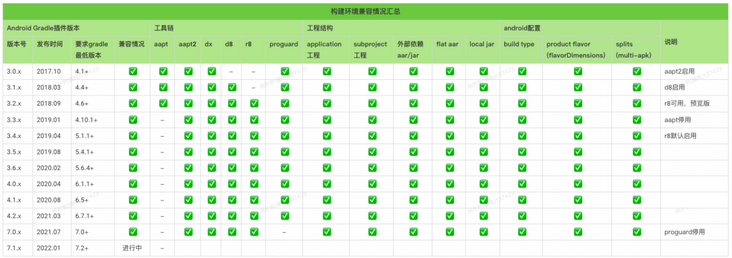 构建环境兼容情况汇总
Android Gradle插件版本 工具链 工程结构 android配置 说明
版本号 发布时间 要求gradle最低版本 兼容情况 aapt aapt2 dx d8 r8 proguard application工程 subproject工程 外部依赖aar/jar flat aar local jar build type product flavor (flavorDimensions) splits (multi-apk)
3.0.x 2017.10 4.1+ ✅ ✅ ✅ ✅ – – ✅ ✅ ✅ ✅ ✅ ✅ ✅ ✅ ✅ aapt2启用
3.1.x 2018.03 4.4+ ✅ ✅ ✅ ✅ ✅ – ✅ ✅ ✅ ✅ ✅ ✅ ✅ ✅ ✅ d8启用
3.2.x 2018.09 4.6+ ✅ ✅ ✅ ✅ ✅ ✅ ✅ ✅ ✅ ✅ ✅ ✅ ✅ ✅ ✅ r8可用，预览版
3.3.x 2019.01 4.10.1+ ✅ – ✅ ✅ ✅ ✅ ✅ ✅ ✅ ✅ ✅ ✅ ✅ ✅ ✅ aapt停用
3.4.x 2019.04 5.1.1+ ✅ – ✅ ✅ ✅ ✅ ✅ ✅ ✅ ✅ ✅ ✅ ✅ ✅ ✅ r8默认启用
3.5.x 2019.08 5.4.1+ ✅ – ✅ ✅ ✅ ✅ ✅ ✅ ✅ ✅ ✅ ✅ ✅ ✅ ✅
3.6.x 2020.02 5.6.4+ ✅ – ✅ ✅ ✅ ✅ ✅ ✅ ✅ ✅ ✅ ✅ ✅ ✅ ✅
4.0.x 2020.04 6.1.1+ ✅ – ✅ ✅ ✅ ✅ ✅ ✅ ✅ ✅ ✅ ✅ ✅ ✅ ✅
4.1.x 2020.08 6.5+ ✅ – ✅ ✅ ✅ ✅ ✅ ✅ ✅ ✅ ✅ ✅ ✅ ✅ ✅
4.2.x 2021.03 6.7.1+ ✅ – ✅ ✅ ✅ ✅ ✅ ✅ ✅ ✅ ✅ ✅ ✅ ✅ ✅
7.0.x 2021.07 7.0+ ✅ – ✅ ✅ ✅ ✅ – ✅ ✅ ✅ ✅ ✅ ✅ ✅ ✅ proguard停用
7.1.x 2022.01 7.2+ 进行中 –